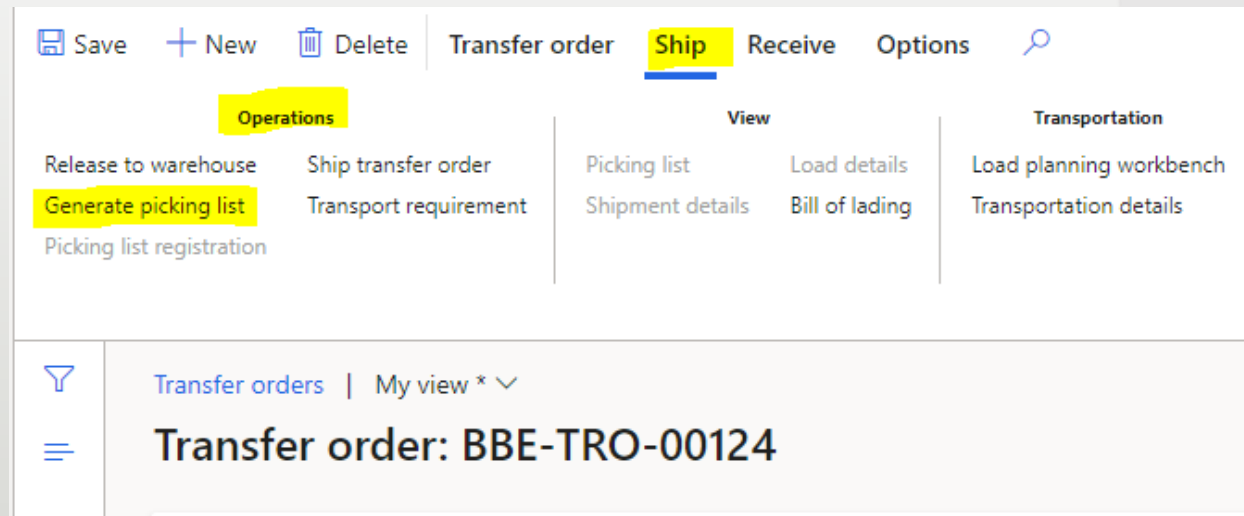 Save New Delete Transfer order Ship Receive Options
Operations View Transportation
Release to warehouse Ship transfer order Picking list Load details Load planning workbench
Generate picking list Transport requirement Shipment details Bill of lading Transportation details
Picking list registration
Transfer orders | My view *
Transfer order: BBE-TRO-00124